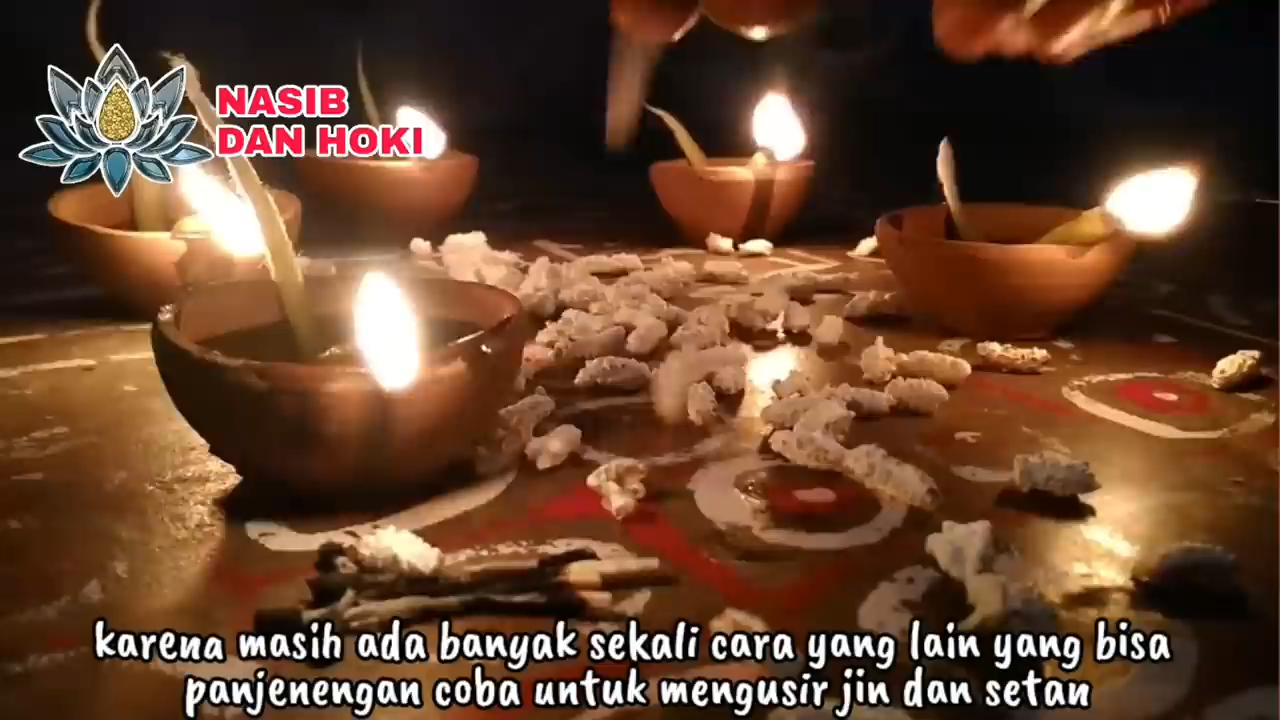 NASIB
DAN HOKI
karena masih ada banyak sekali cara yang lain yang bisa
panjenengan coba untuk mengusir jin dan setan